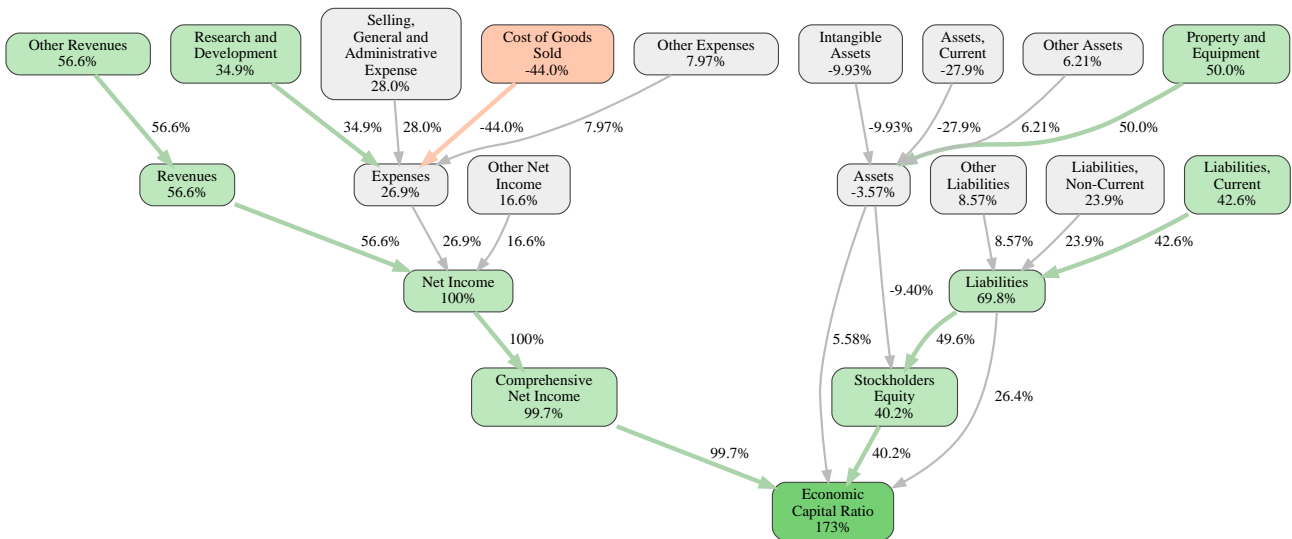 Other Revenues
56.6%
Research and
Development
34.9%
Selling,
General and
Administrative
Expense
28.0%
Cost of Goods
Sold
-44.0%
Other Expenses
7.97%
Intangible
Assets
-9.93%
Assets,
Current
-27.9%
Other Assets
6.21%
Property and
Equipment
50.0%
56.6%
34.9%
28.0%
-44.0%
7.97%
-9.93%
-27.9%
6.21%
50.0%
Revenues
56.6%
Expenses
26.9%
Other Net
Income
16.6%
Assets
-3.57%
Other
Liabilities
8.57%
Liabilities,
Non-Current
23.9%
Liabilities,
Current
42.6%
56.6%
26.9%
16.6%
8.57%
23.9%
42.6%
Net Income
100%
-9.40%
Liabilities
69.8%
100%
5.58%
49.6%
Comprehensive
Net Income
99.7%
Stockholders
Equity
40.2%
26.4%
99.7%
40.2%
Economic
Capital Ratio
173%